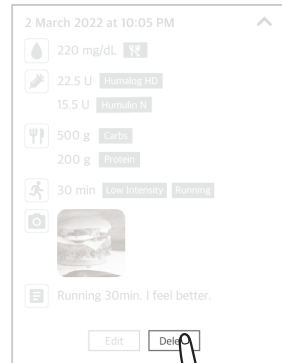 2 March 2022 at 10:05 PM
220 mg/dL
22.5 U Humalog HD
15.5 U Humulin N
500 g Carbs
200 g Protein
30 min Low Intensity Running
Running 30min. I feel better.
Edit Delet